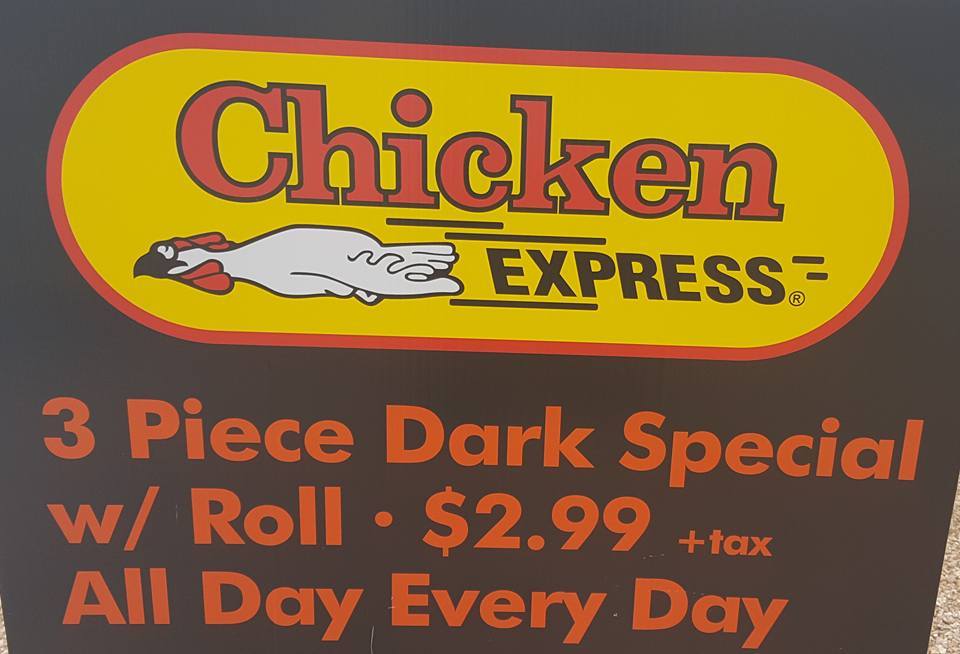 Chicken
EXPRESS®
3 Piece Dark Special
w/ Roll · $2.99 +tax
All Day Every Day